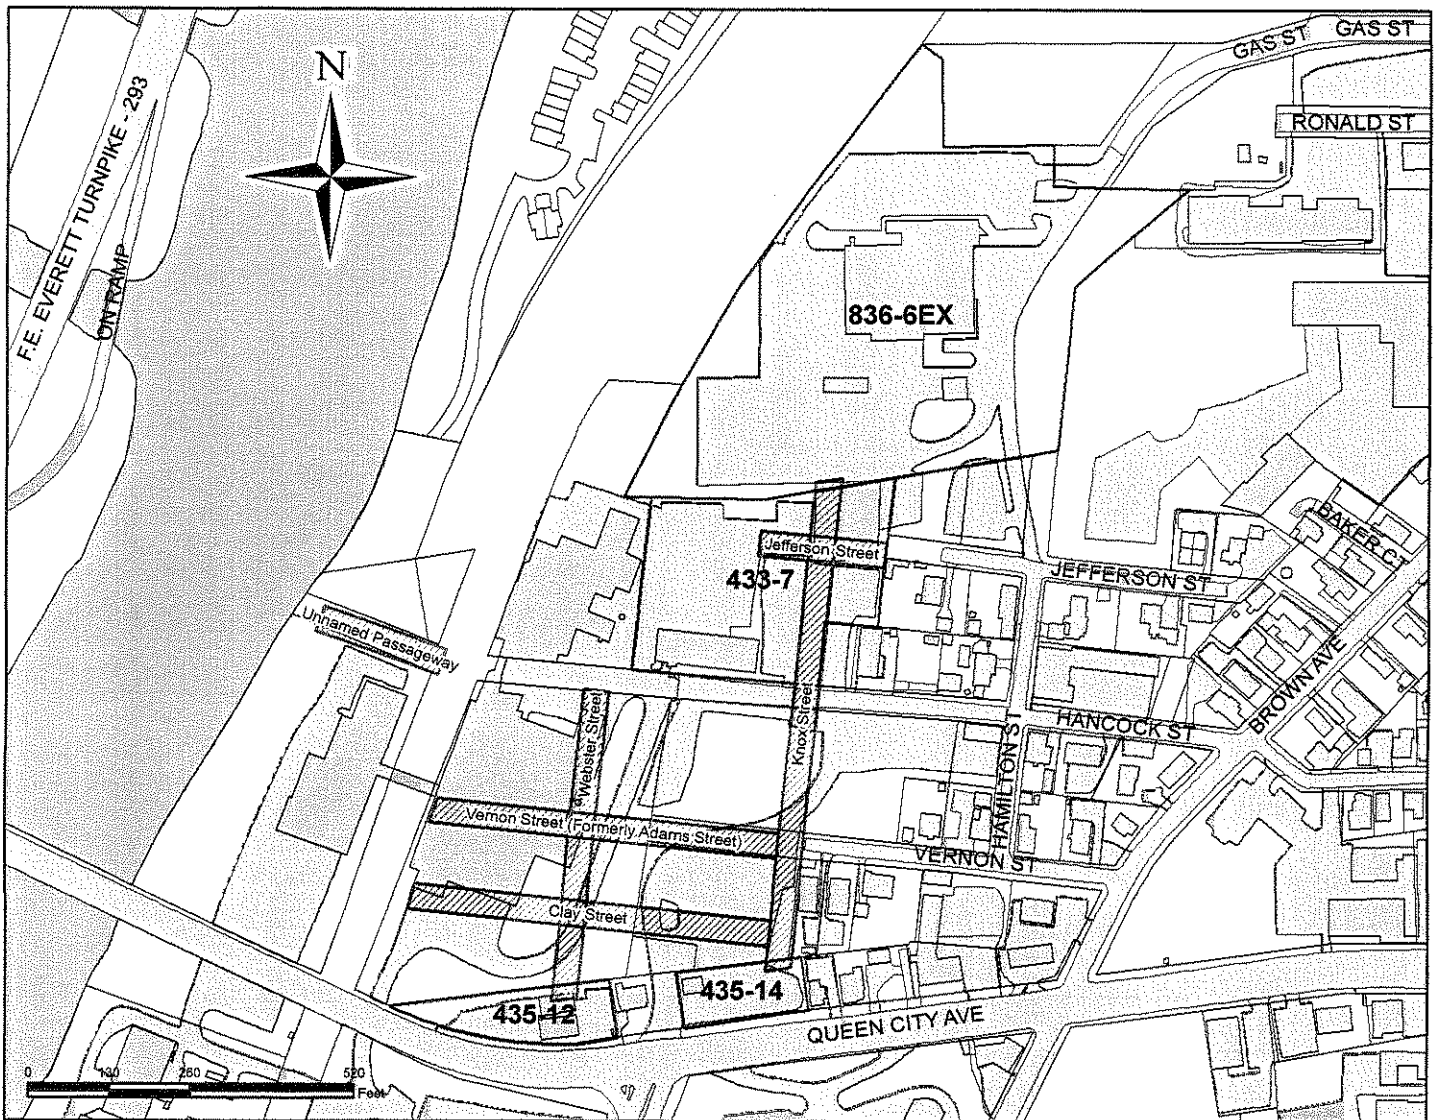 GAS ST
GAS ST
N
RONALD ST
F.E. EVERETT TURNPIKE - 293
ON RAMP
836-6EX
BAKER CT
Jefferson Street
433-7
JEFFERSON ST
Unnamed Passageway
BROWN AVE
Webster Street
Knox Street
HANCOCK ST
HAMILTON ST
Vernon Street (Formerly Adams Street)
VERNON ST
Clay Street
435-14
435-12
QUEEN CITY AVE
0 130 260 520
Feet